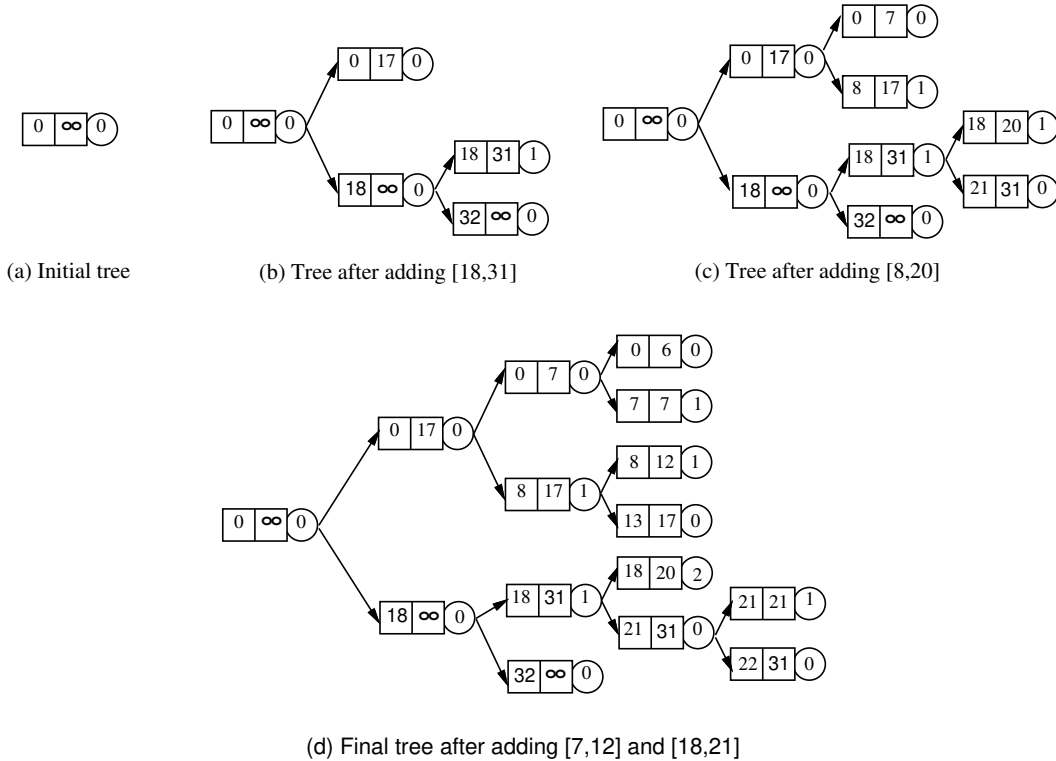 0 ∞ 0
(a) Initial tree
0 17 0
0 ∞ 0
18 31 1
18 ∞ 0
32 ∞ 0
(b) Tree after adding [18,31]
0 7 0
0 17 0
8 17 1
0 ∞ 0
18 20 1
18 31 1
18 ∞ 0
21 31 0
32 ∞ 0
(c) Tree after adding [8,20]
0 6 0
0 7 0
7 7 1
0 17 0
8 12 1
8 17 1
13 17 0
0 ∞ 0
18 20 2
18 31 1
21 21 1
18 ∞ 0
21 31 0
22 31 0
32 ∞ 0
(d) Final tree after adding [7,12] and [18,21]